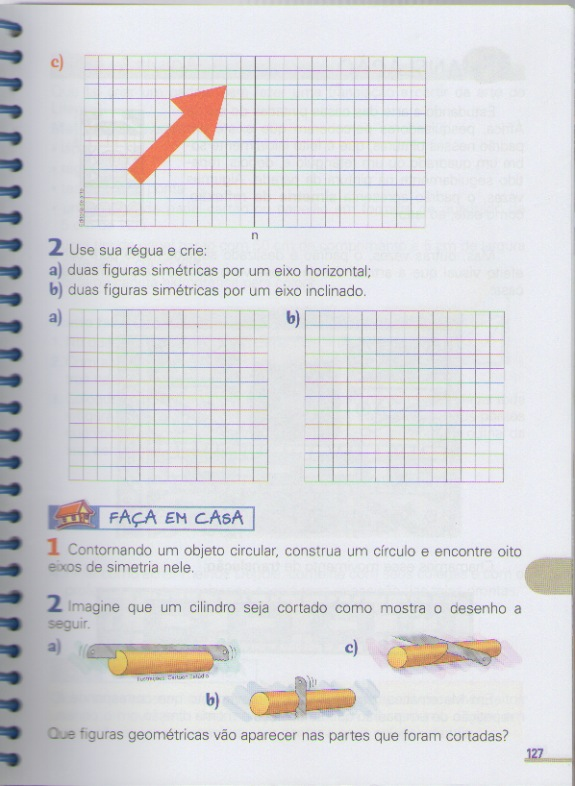 c)
n
2 Use sua régua e crie:
a) duas figuras simétricas por um eixo horizontal;
b) duas figuras simétricas por um eixo inclinado.
a)
b)
FAÇA EM CASA
1 Contornando um objeto circular, construa um círculo e encontre oito
eixos de simetria nele.
2 Imagine que um cilindro seja cortado como mostra o desenho a
seguir.
a)
c)
b)
Que figuras geométricas vão aparecer nas partes que foram cortadas?
127